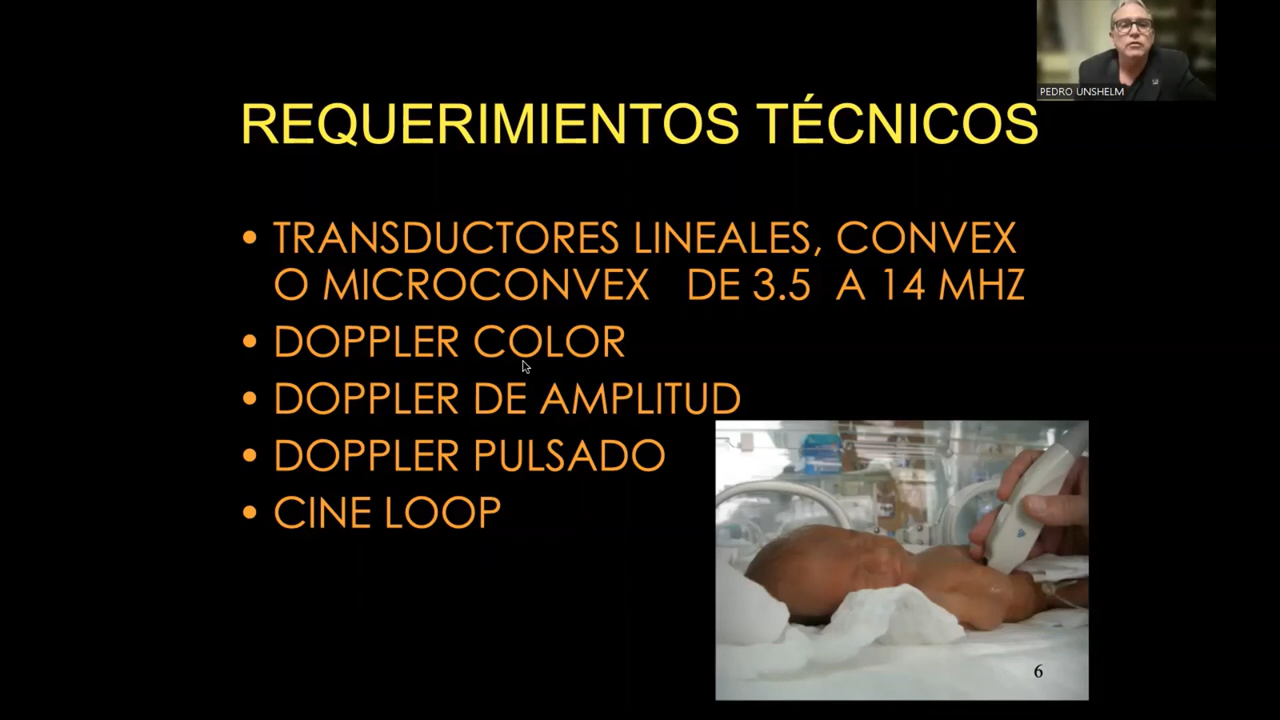 PEDRO UNSHELM
REQUERIMIENTOS TÉCNICOS
• TRANSDUCTORES LINEALES, CONVEX
O MICROCONVEX DE 3.5 A 14 MHZ
• DOPPLER COLOR
• DOPPLER DE AMPLITUD
• DOPPLER PULSADO
• CINE LOOP
6